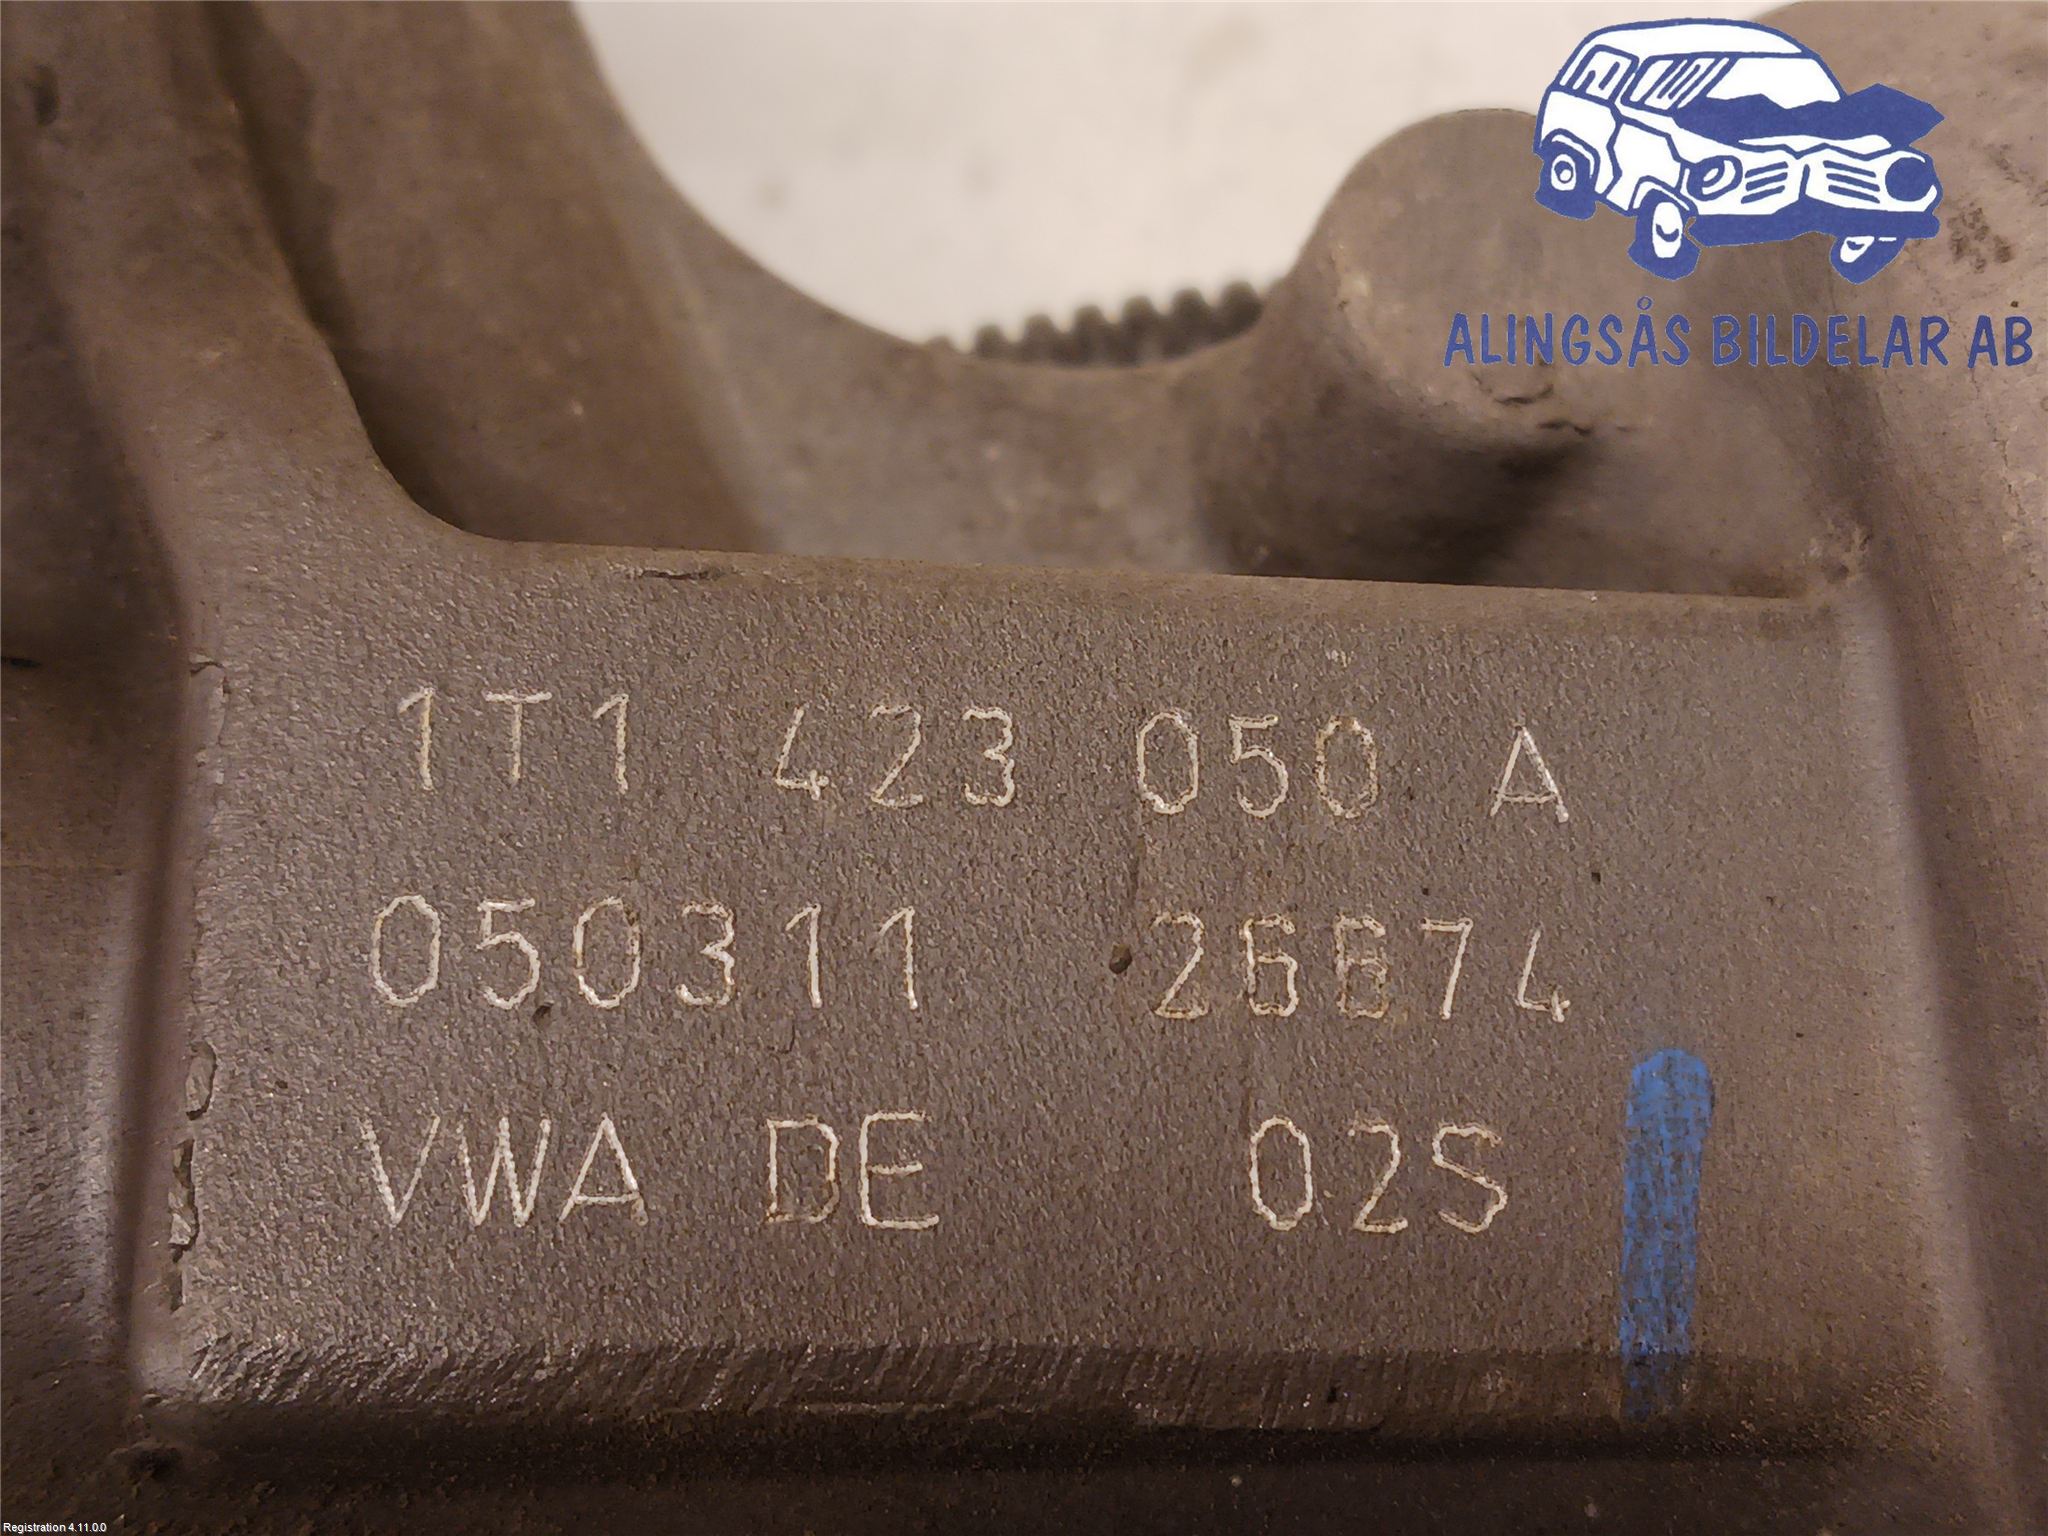 ALINGSÅS BILDELAR AB
1T1 423 050 A
050311 26674
VWA DE 02S
Registration 4.11.0.0